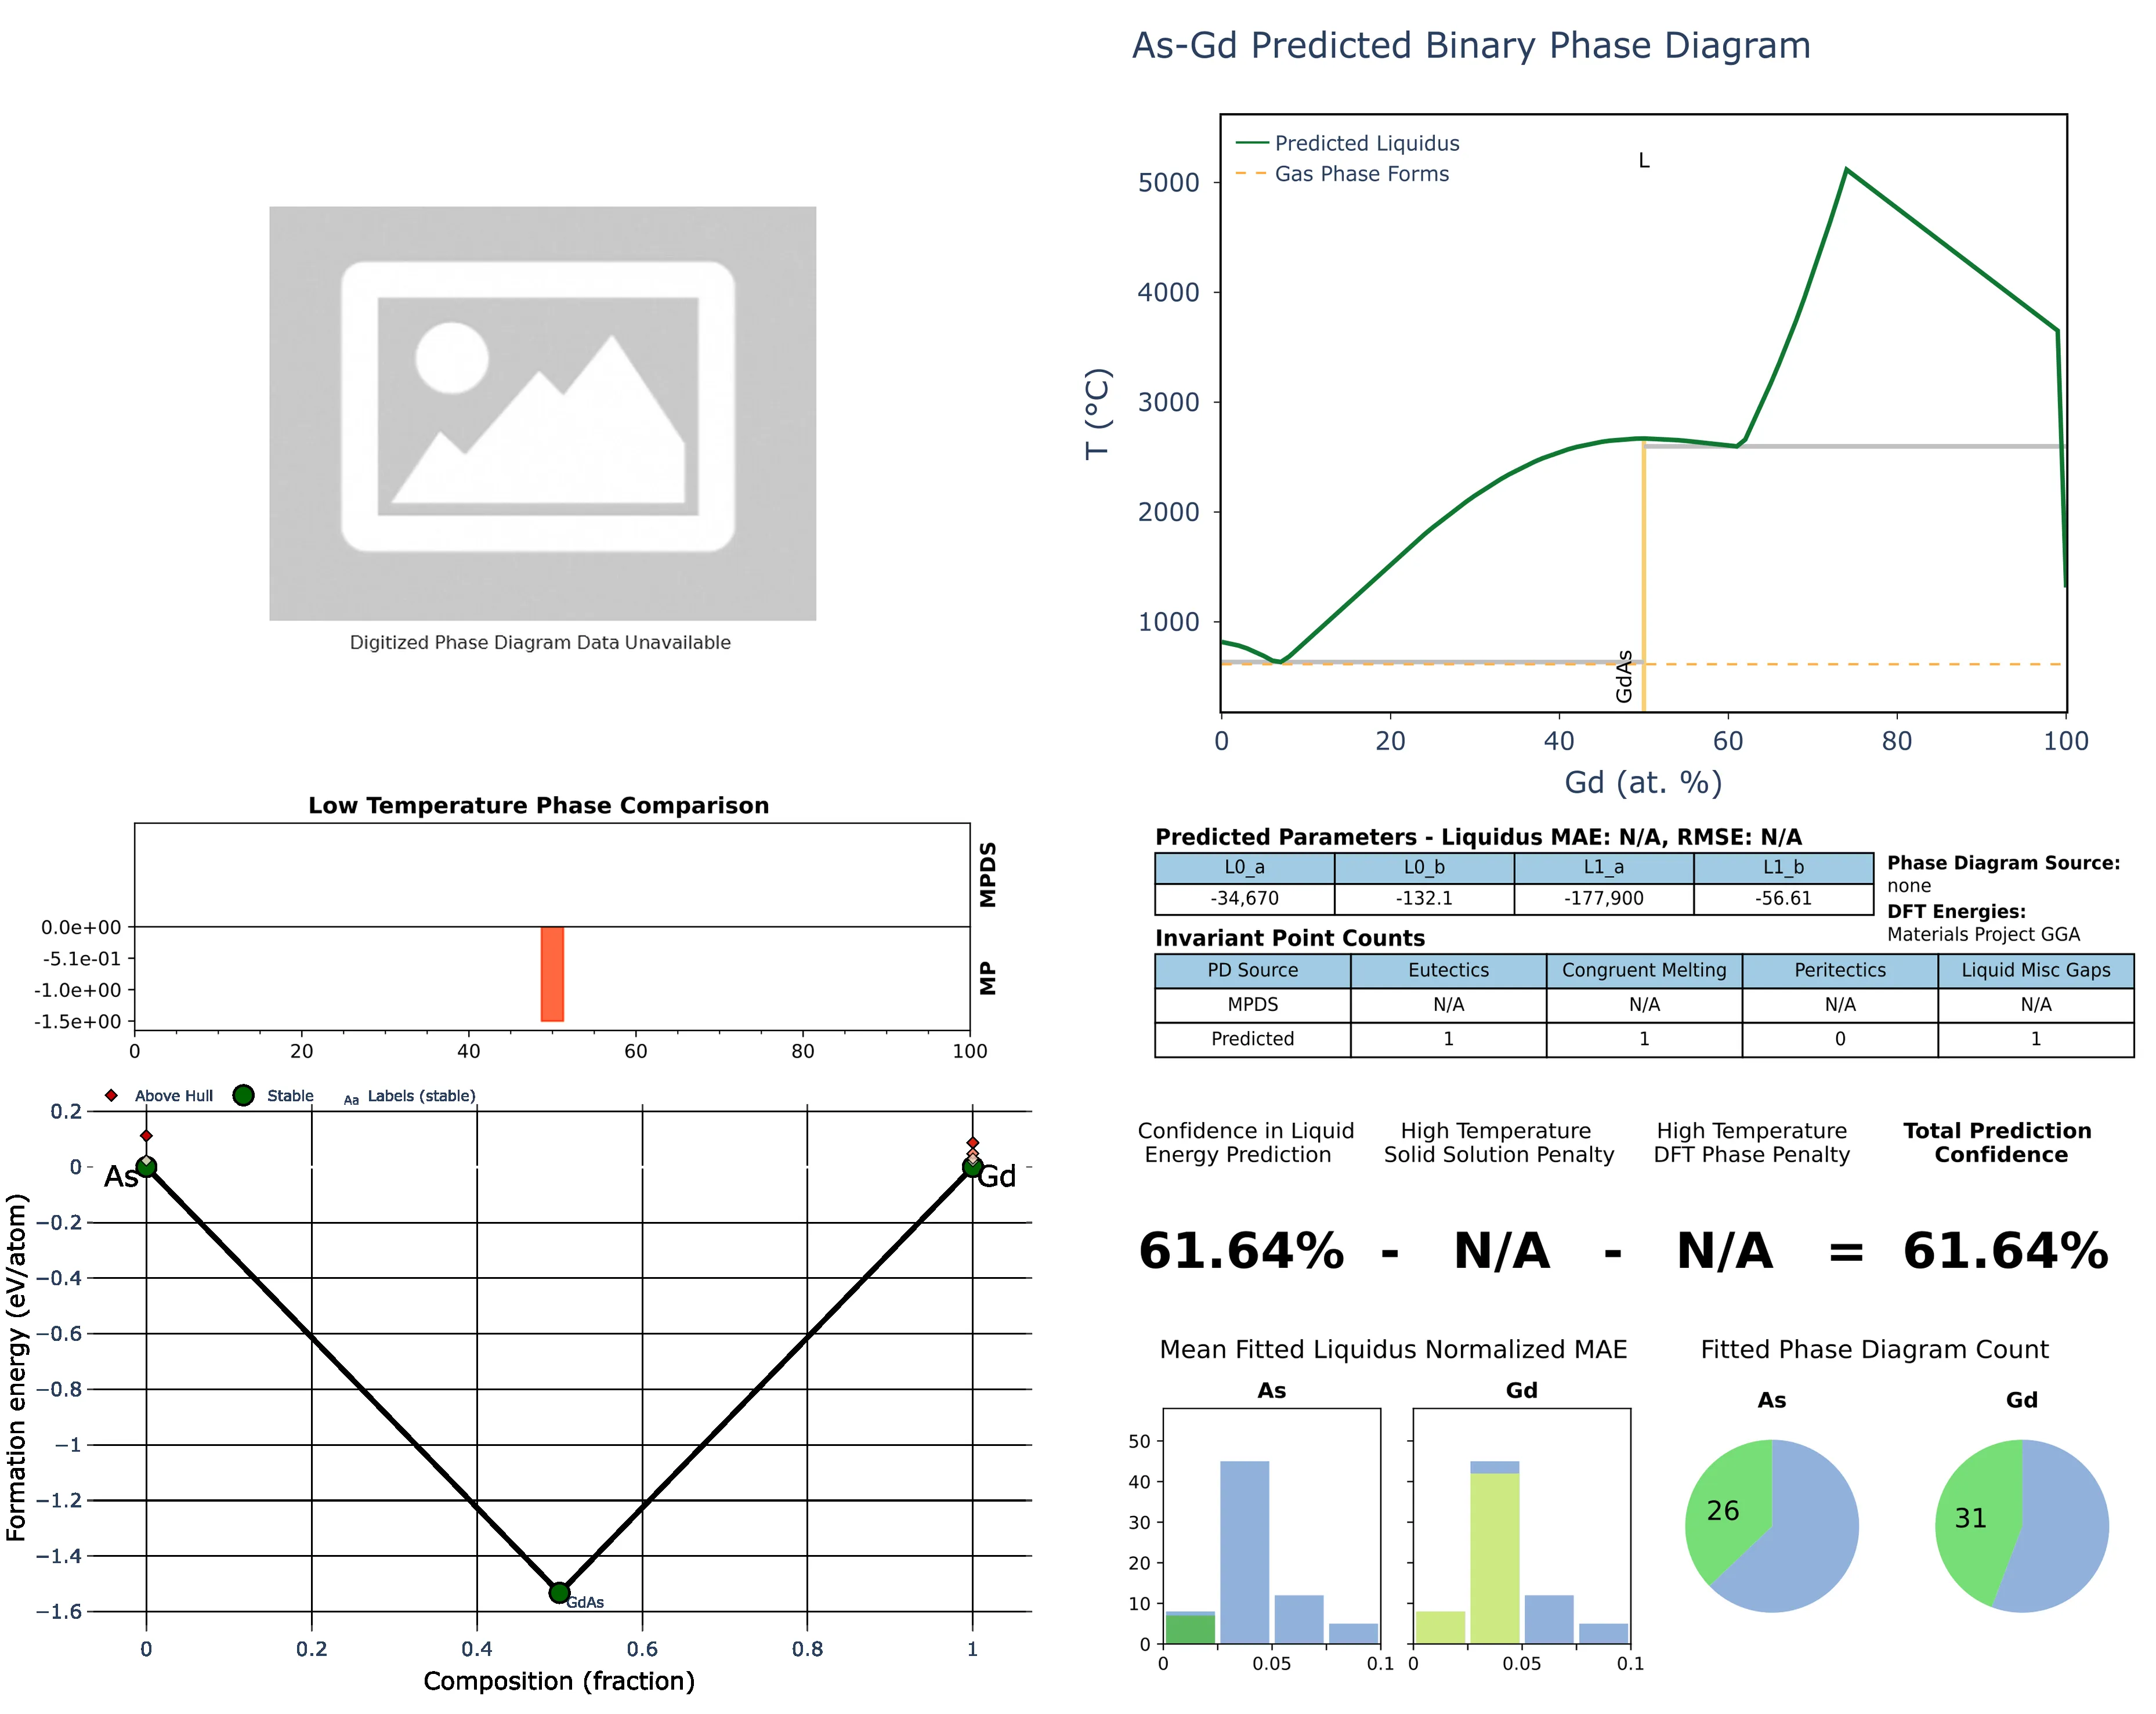 As-Gd Predicted Binary Phase Diagram
Predicted Liquidus
Gas Phase Forms
L
5000
4000
3000
2000
1000
T (°C)
GdAs
0 20 40 60 80 100
Gd (at. %)
Digitized Phase Diagram Data Unavailable
Low Temperature Phase Comparison
MPDS
MP
0.0e+00
-5.1e-01
-1.0e+00
-1.5e+00
0 20 40 60 80 100
Predicted Parameters - Liquidus MAE: N/A, RMSE: N/A
L0_a L0_b L1_a L1_b
-34,670 -132.1 -177,900 -56.61
Phase Diagram Source:
none
DFT Energies:
Materials Project GGA
Invariant Point Counts
PD Source Eutectics Congruent Melting Peritectics Liquid Misc Gaps
MPDS N/A N/A N/A N/A
Predicted 1 1 0 1
Above Hull Stable Aa Labels (stable)
0.2
0
−0.2
−0.4
−0.6
−0.8
−1
−1.2
−1.4
−1.6
Formation energy (eV/atom)
As
Gd
GdAs
0 0.2 0.4 0.6 0.8 1
Composition (fraction)
Confidence in Liquid
Energy Prediction
High Temperature
Solid Solution Penalty
High Temperature
DFT Phase Penalty
Total Prediction
Confidence
61.64% - N/A - N/A = 61.64%
Mean Fitted Liquidus Normalized MAE
As Gd
50
40
30
20
10
0
0 0.05 0.1 0 0.05 0.1
Fitted Phase Diagram Count
As Gd
26 31